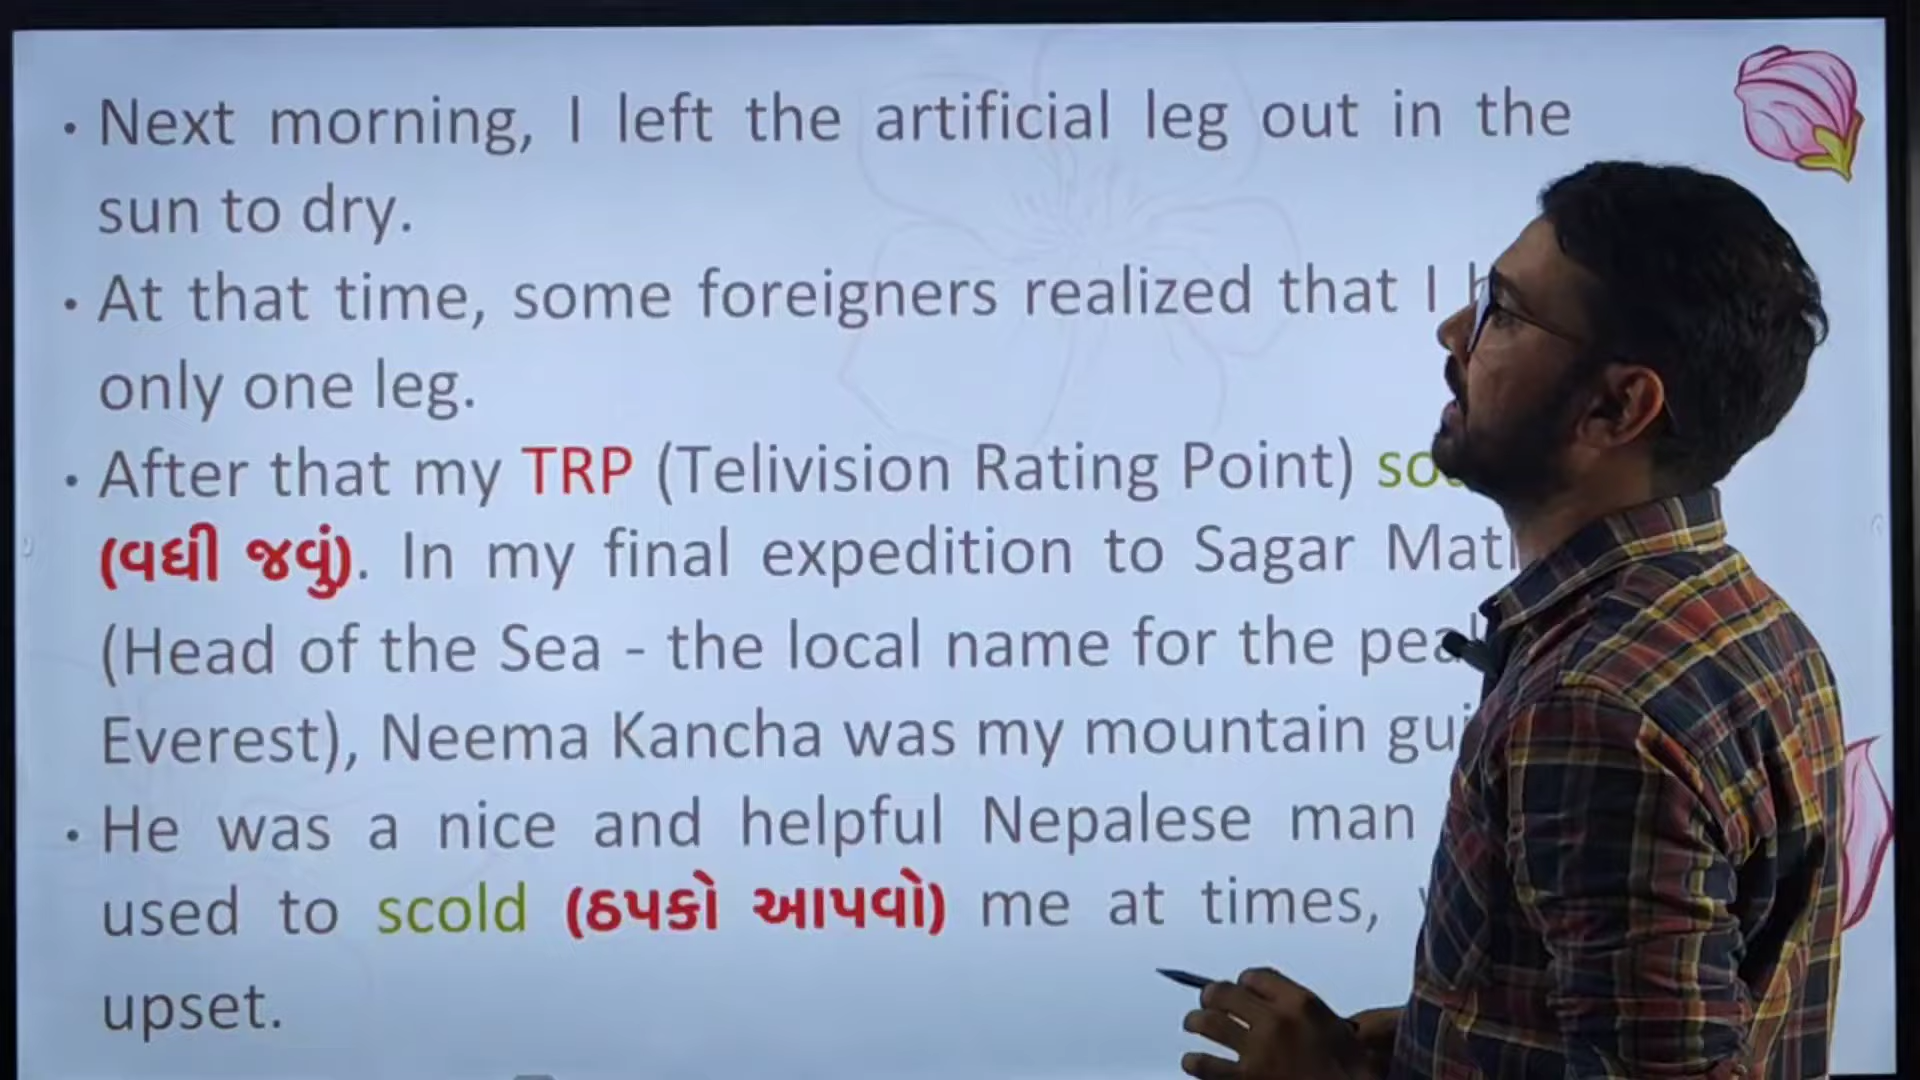 • Next morning, I left the artificial leg out in the
sun to dry.
• At that time, some foreigners realized that I
only one leg.
• After that my TRP (Telivision Rating Point)
(વધી જવું). In my final expedition to Sagar
(Head of the Sea - the local name for the
Everest), Neema Kancha was my mountain
• He was a nice and helpful Nepalese man
used to scold (ઠપકો આપવો) me at times,
upset.